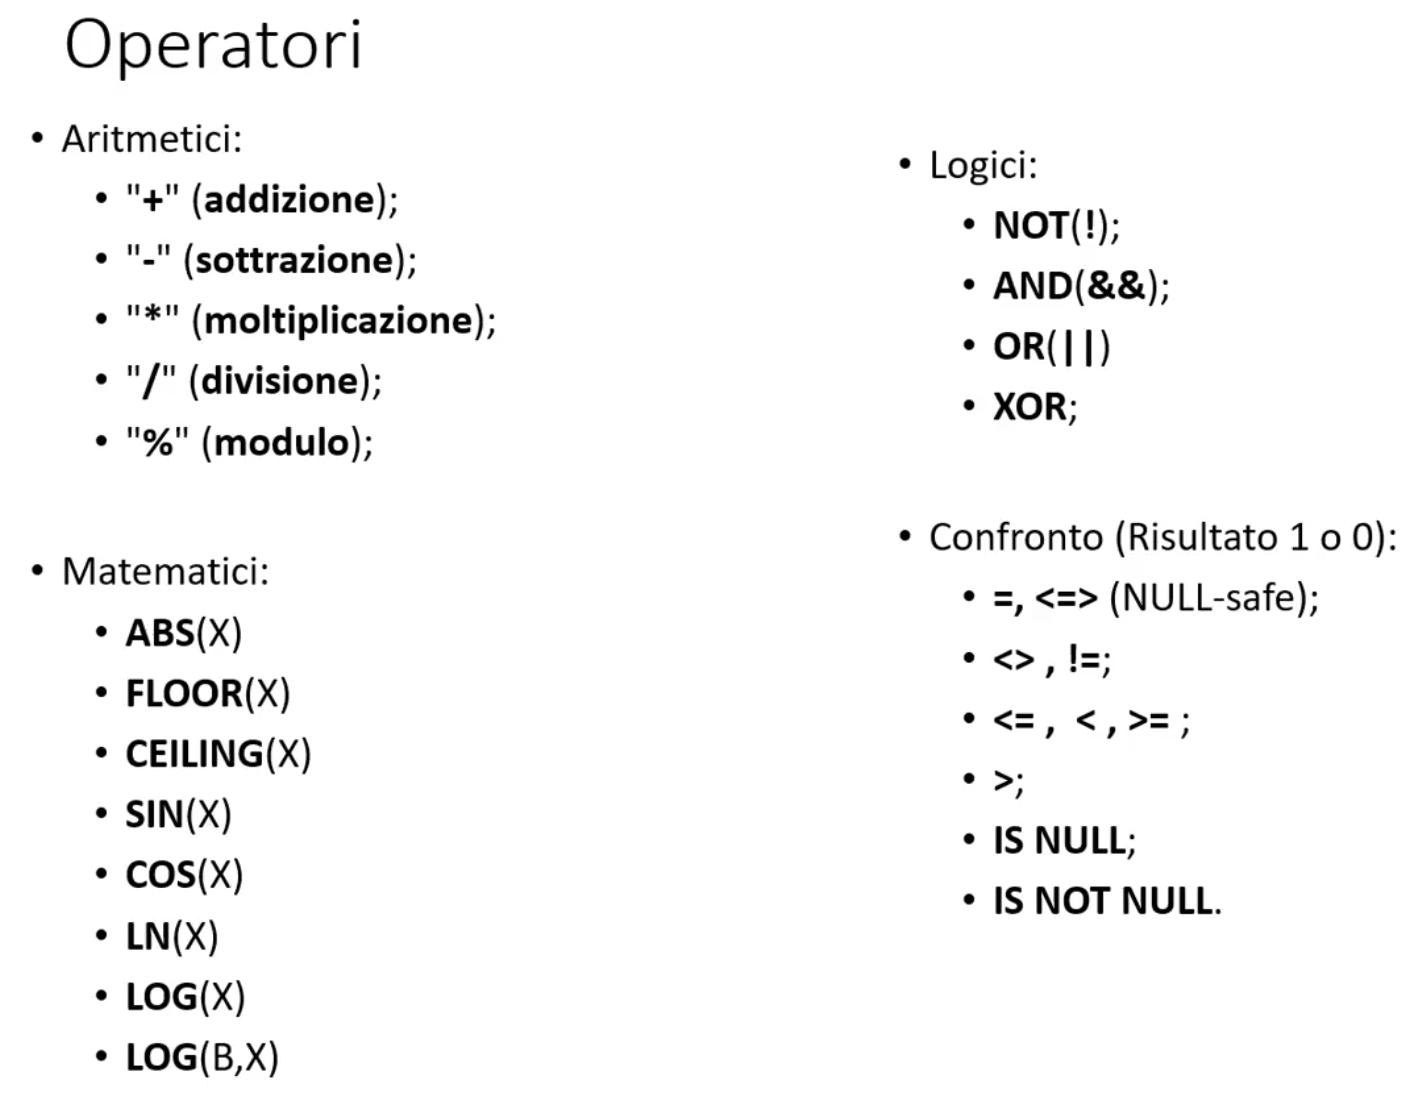 Operatori
• Aritmetici:
• "+" (addizione);
• "-" (sottrazione);
• "*" (moltiplicazione);
• "/" (divisione);
• "%" (modulo);
• Matematici:
• ABS(X)
• FLOOR(X)
• CEILING(X)
• SIN(X)
• COS(X)
• LN(X)
• LOG(X)
• LOG(B,X)
• Logici:
• NOT(!);
• AND(&&);
• OR(||)
• XOR;
• Confronto (Risultato 1 o 0):
• =, <=> (NULL-safe);
• <> , !=;
• <= , < , >= ;
• >;
• IS NULL;
• IS NOT NULL.